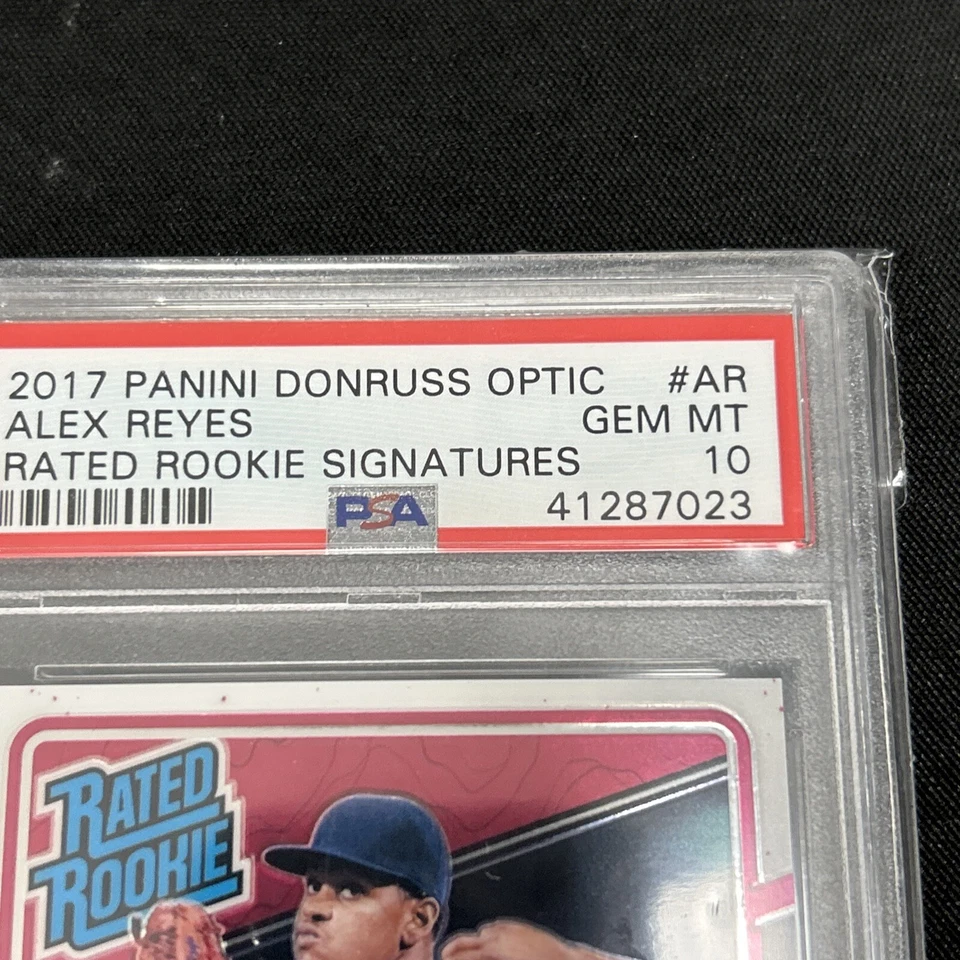 2017 PANINI DONRUSS OPTIC #AR
ALEX REYES GEM MT
RATED ROOKIE SIGNATURES 10
PSA 41287023
RATED
ROOKIE